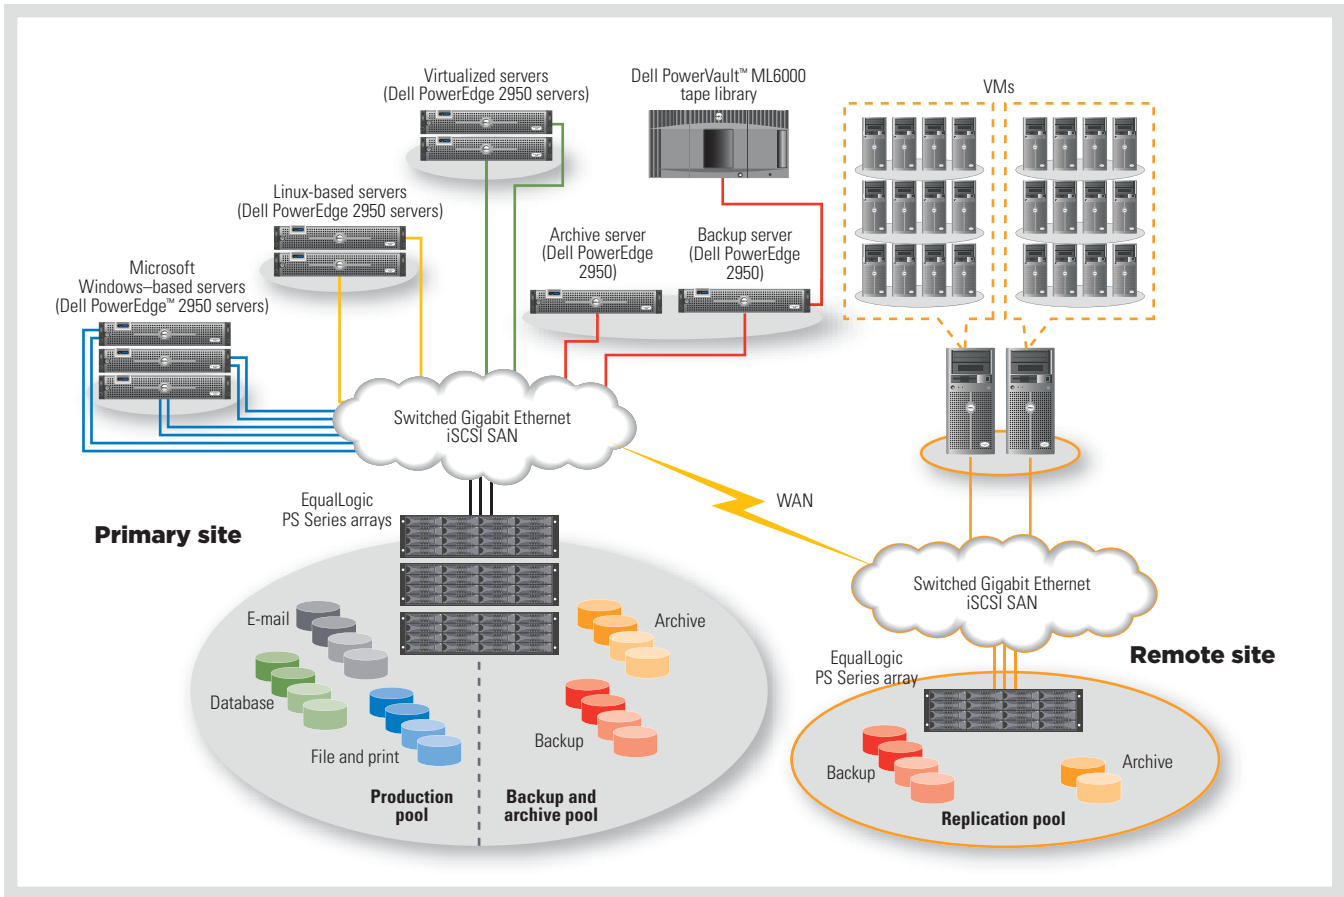 Virtualized servers
(Dell PowerEdge 2950 servers)
Dell PowerVault™ ML6000
tape library
VMs
Linux-based servers
(Dell PowerEdge 2950 servers)
Archive server
(Dell PowerEdge
2950)
Backup server
(Dell PowerEdge
2950)
Microsoft
Windows–based servers
(Dell PowerEdge™ 2950 servers)
Switched Gigabit Ethernet
iSCSI SAN
EqualLogic
PS Series arrays
WAN
Primary site
Switched Gigabit Ethernet
iSCSI SAN
E-mail
Archive
Database
Backup
File and print
Production
pool
Backup and
archive pool
Remote site
EqualLogic
PS Series array
Backup
Archive
Replication pool